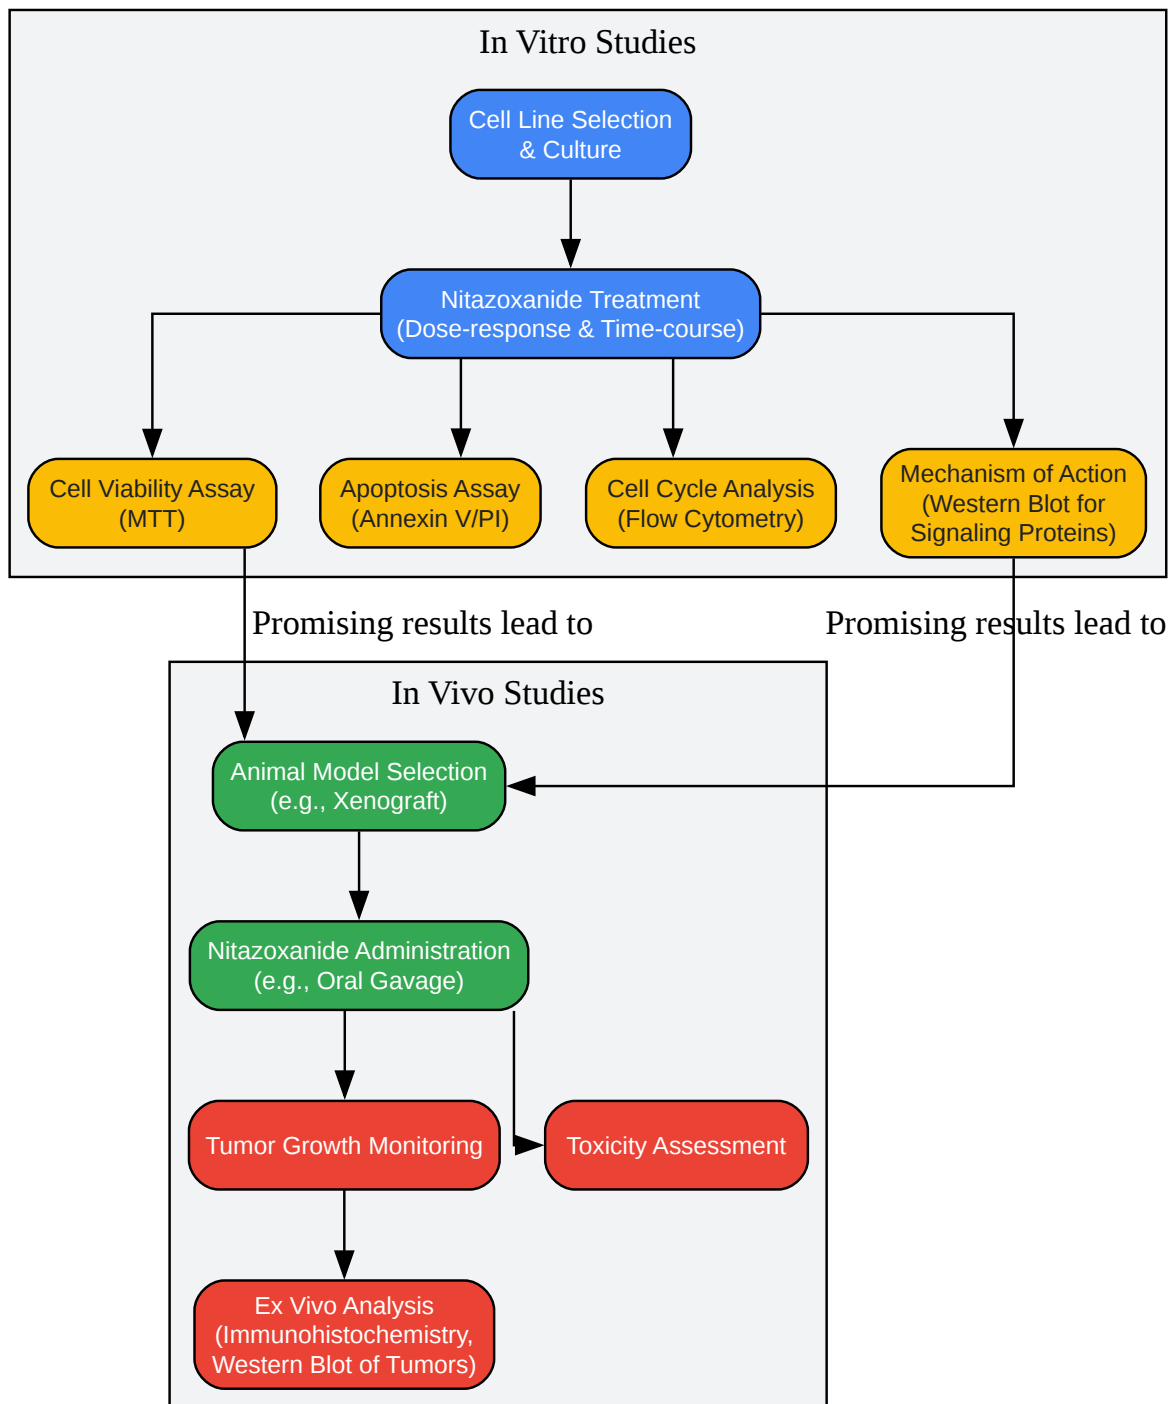 In Vitro Studies
Cell Line Selection
& Culture
Nitazoxanide Treatment
(Dose-response & Time-course)
Cell Viability Assay
(MTT)
Apoptosis Assay
(Annexin V/PI)
Cell Cycle Analysis
(Flow Cytometry)
Mechanism of Action
(Western Blot for
Signaling Proteins)
Promising results lead to
Promising results lead to
In Vivo Studies
Animal Model Selection
(e.g., Xenograft)
Nitazoxanide Administration
(e.g., Oral Gavage)
Tumor Growth Monitoring
Toxicity Assessment
Ex Vivo Analysis
(Immunohistochemistry,
Western Blot of Tumors)